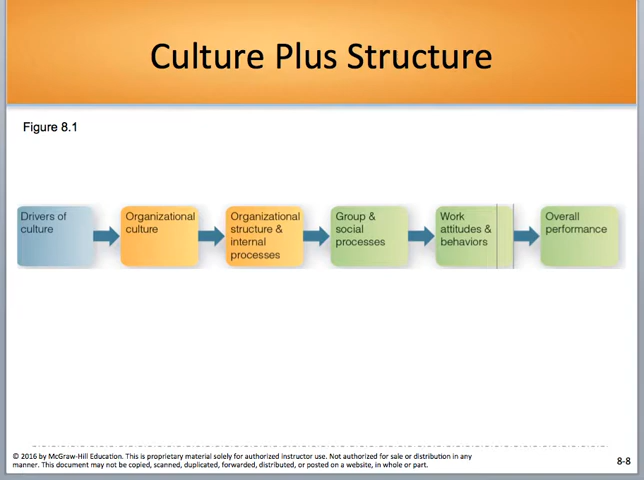 Culture Plus Structure
Figure 8.1
Drivers of
culture
Organizational
culture
Organizational
structure &
internal
processes
Group &
social
processes
Work
attitudes &
behaviors
Overall
performance
© 2016 by McGraw-Hill Education. This is proprietary material solely for authorized instructor use. Not authorized for sale or distribution in any
manner. This document may not be copied, scanned, duplicated, forwarded, distributed, or posted on a website, in whole or part.
8-8